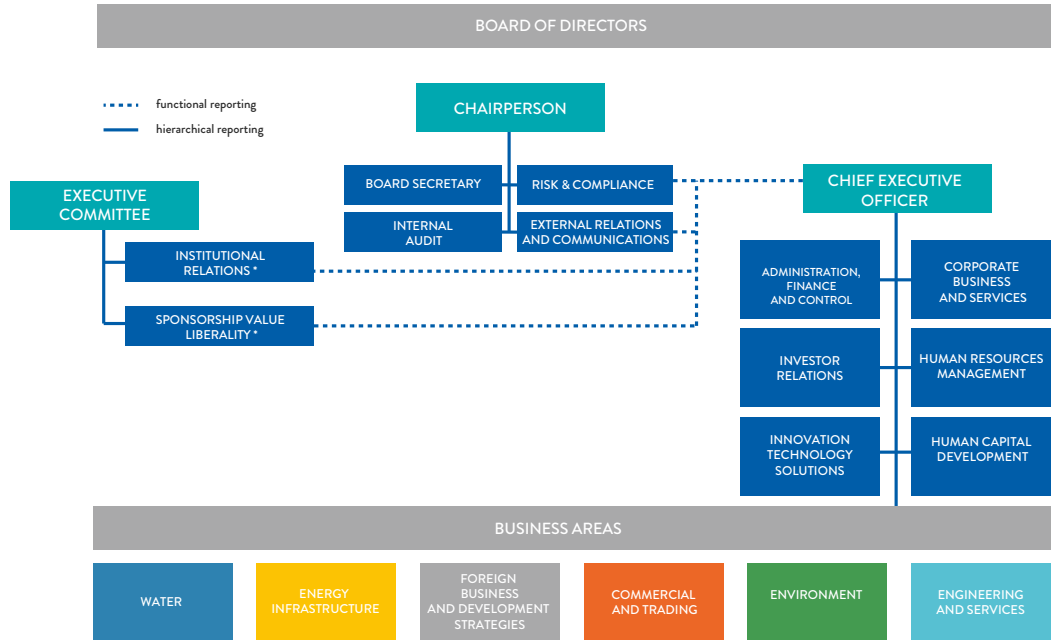 BOARD OF DIRECTORS
functional reporting
hierarchical reporting
CHAIRPERSON
BOARD SECRETARY
RISK & COMPLIANCE
INTERNAL
AUDIT
EXTERNAL RELATIONS
AND COMMUNICATIONS
EXECUTIVE
COMMITTEE
INSTITUTIONAL
RELATIONS *
SPONSORSHIP VALUE
LIBERALITY *
CHIEF EXECUTIVE
OFFICER
ADMINISTRATION,
FINANCE
AND CONTROL
CORPORATE
BUSINESS
AND SERVICES
INVESTOR
RELATIONS
HUMAN RESOURCES
MANAGEMENT
INNOVATION
TECHNOLOGY
SOLUTIONS
HUMAN CAPITAL
DEVELOPMENT
BUSINESS AREAS
WATER
ENERGY
INFRASTRUCTURE
FOREIGN
BUSINESS
AND DEVELOPMENT
STRATEGIES
COMMERCIAL
AND TRADING
ENVIRONMENT
ENGINEERING
AND SERVICES